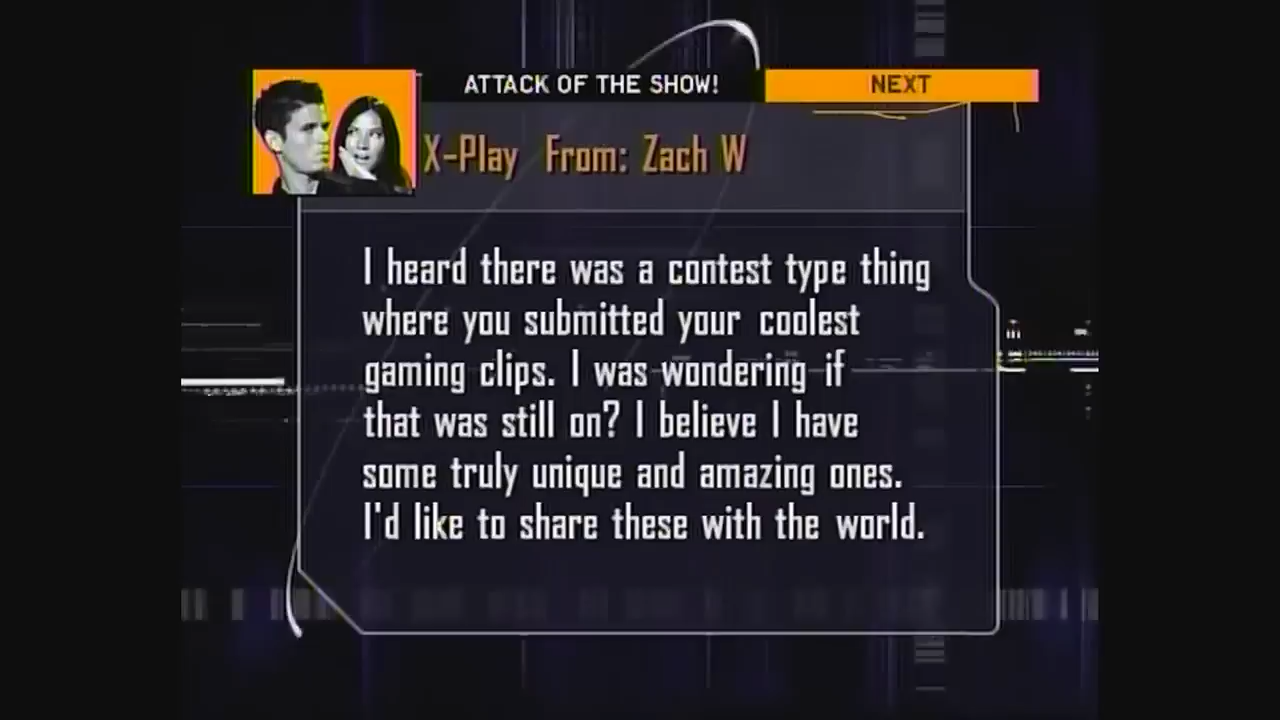 ATTACK OF THE SHOW! NEXT
X-Play From: Zach W
I heard there was a contest type thing
where you submitted your coolest
gaming clips. I was wondering if
that was still on? I believe I have
some truly unique and amazing ones.
I'd like to share these with the world.